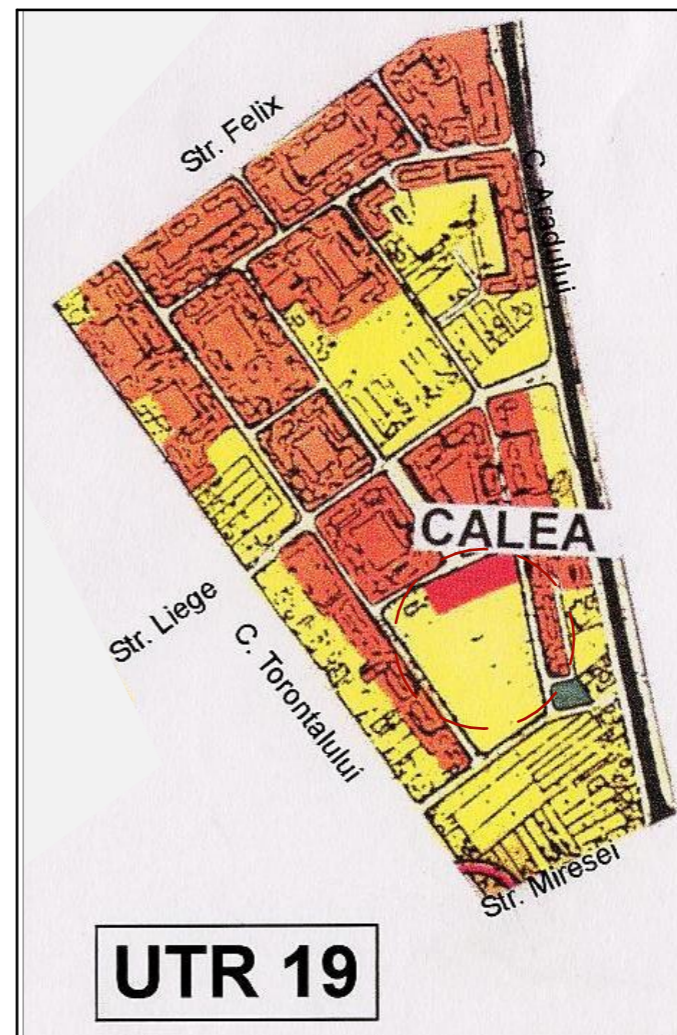 Str. Felix
C. Aradului
CALEA
Str. Liege
C. Torontalului
Str. Miresei
UTR 19